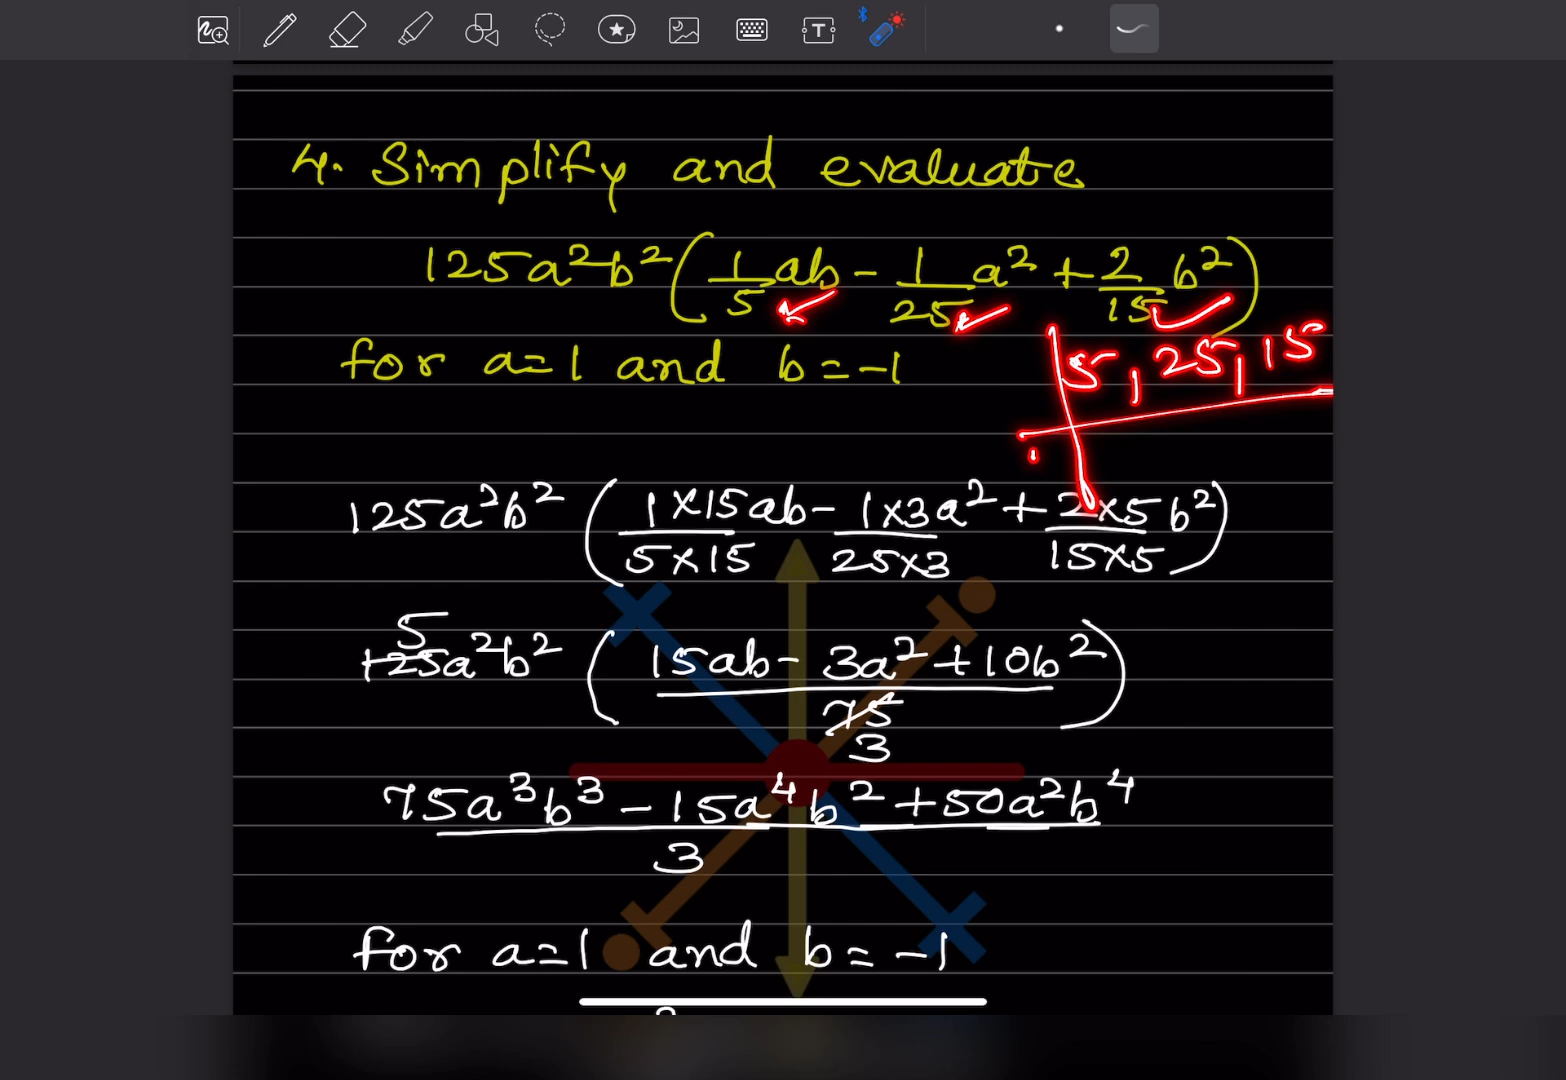 4. Simplify and evaluate
125a²b²(1/5 ab - 1/25 a² + 2/15 b²)
for a=1 and b=-1
5, 25, 15
125a²b² (1×15ab/5×15 - 1×3a²/25×3 + 2×5b²/15×5)
5
125a²b² (15ab - 3a² + 10b²/75)
3
75a³b³ - 15a⁴b² + 50a²b⁴
3
for a=1 and b=-1